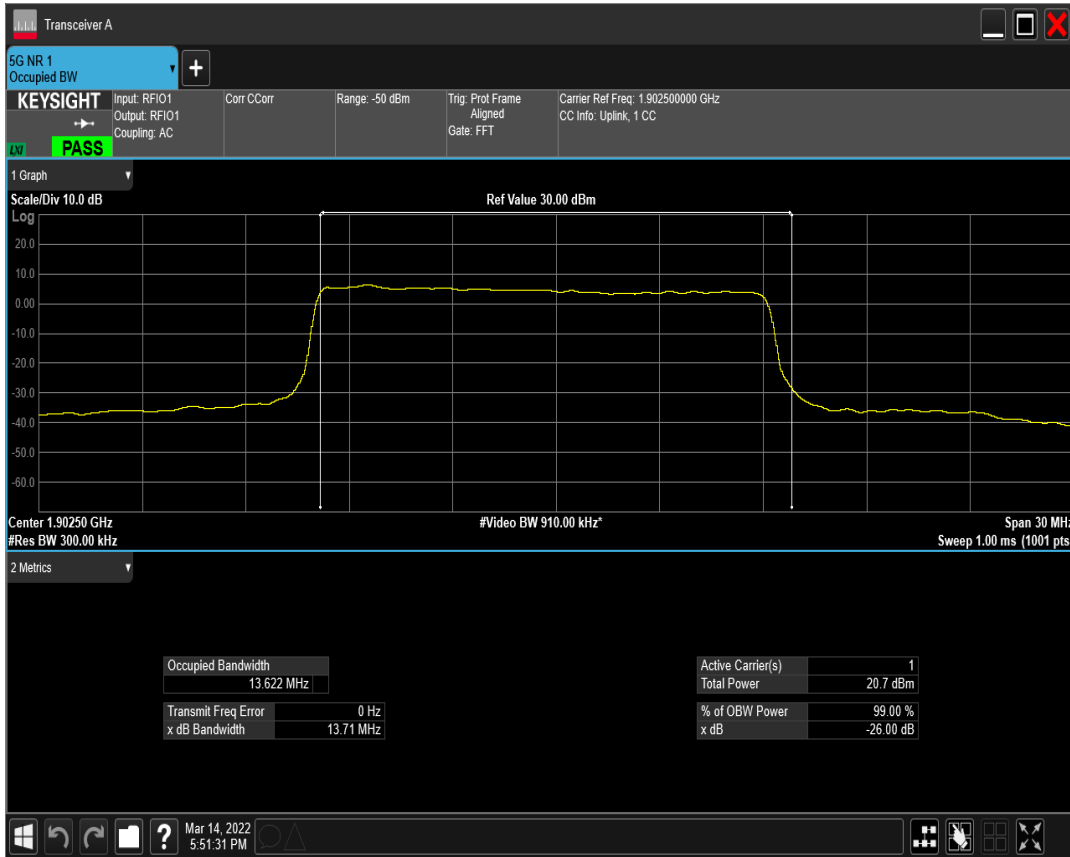 Transceiver A
5G NR 1
Occupied BW
KEYSIGHT
Input: RFIO1
Output: RFIO1
Coupling: AC
Corr CCorr
Range: -50 dBm
Trig: Prot Frame
Aligned
Gate: FFT
Carrier Ref Freq: 1.902500000 GHz
CC Info: Uplink, 1 CC
LXI
PASS
1 Graph
Scale/Div 10.0 dB
Ref Value 30.00 dBm
Log
20.0
10.0
0.00
-10.0
-20.0
-30.0
-40.0
-50.0
-60.0
Center 1.90250 GHz
#Video BW 910.00 kHz*
Span 30 MHz
#Res BW 300.00 kHz
Sweep 1.00 ms (1001 pts
2 Metrics
Occupied Bandwidth
13.622 MHz
Transmit Freq Error 0 Hz
x dB Bandwidth 13.71 MHz
Active Carrier(s) 1
Total Power 20.7 dBm
% of OBW Power 99.00 %
x dB -26.00 dB
?
Mar 14, 2022
5:51:31 PM